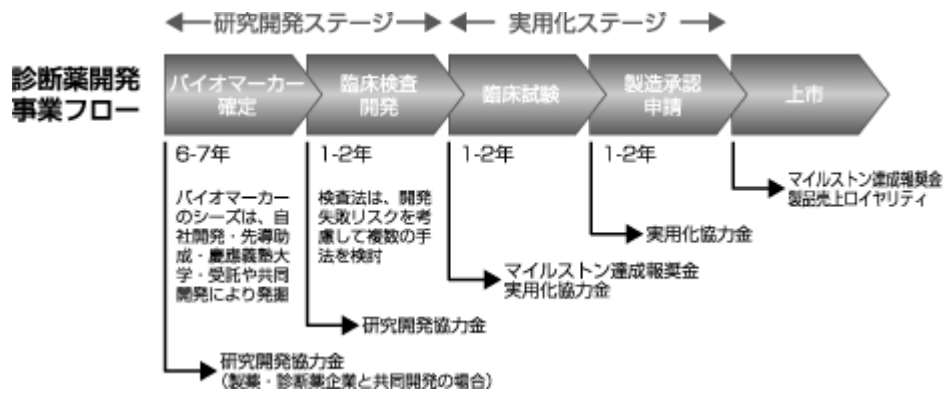 研究開発ステージ
実用化ステージ
診断薬開発
事業フロー
バイオマーカー
確定
臨床検査
開発
臨床試験
製造承認
申請
上市
6-7年
1-2年
1-2年
1-2年
バイオマーカー
のシーズは、自
社開発・先導助
成・慶應義塾大
学・受託や共同
開発により発掘
検査法は、開発
失敗リスクを考
慮して複数の手
法を検討
マイルストン達成報奨金
製品売上ロイヤリティ
実用化協力金
マイルストン達成報奨金
実用化協力金
研究開発協力金
研究開発協力金
（製薬・診断薬企業と共同開発の場合）